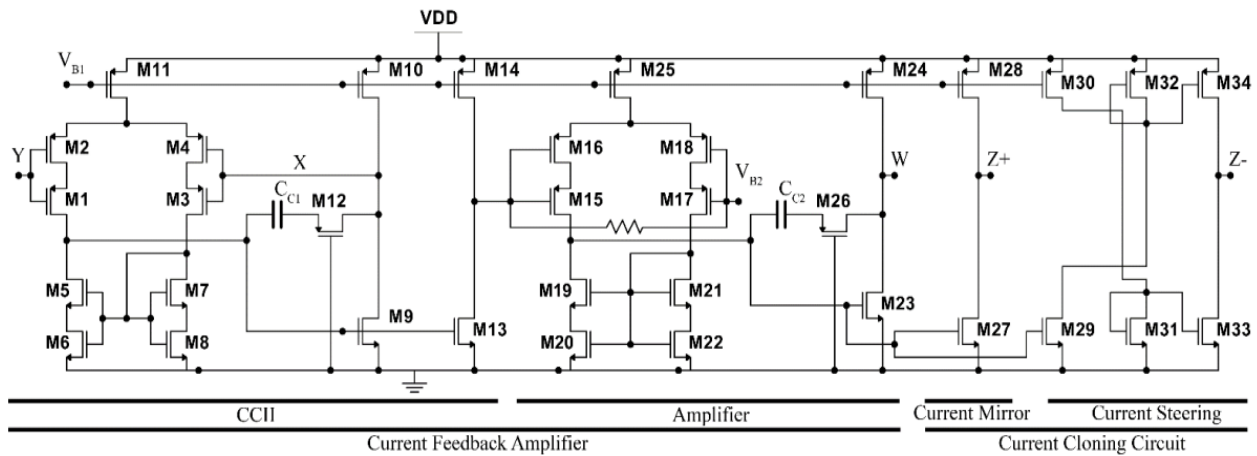 VDD
V_B1
M11
M10
M14
M25
M24
M28
M30
M32
M34
M2
M4
M16
M18
Y
X
W
Z+
Z-
M1
M3
C_C1
M12
M15
M17
V_B2
C_C2
M26
M5
M7
M19
M21
M23
M6
M8
M9
M13
M20
M22
M27
M29
M31
M33
CCII
Amplifier
Current Mirror
Current Steering
Current Feedback Amplifier
Current Cloning Circuit